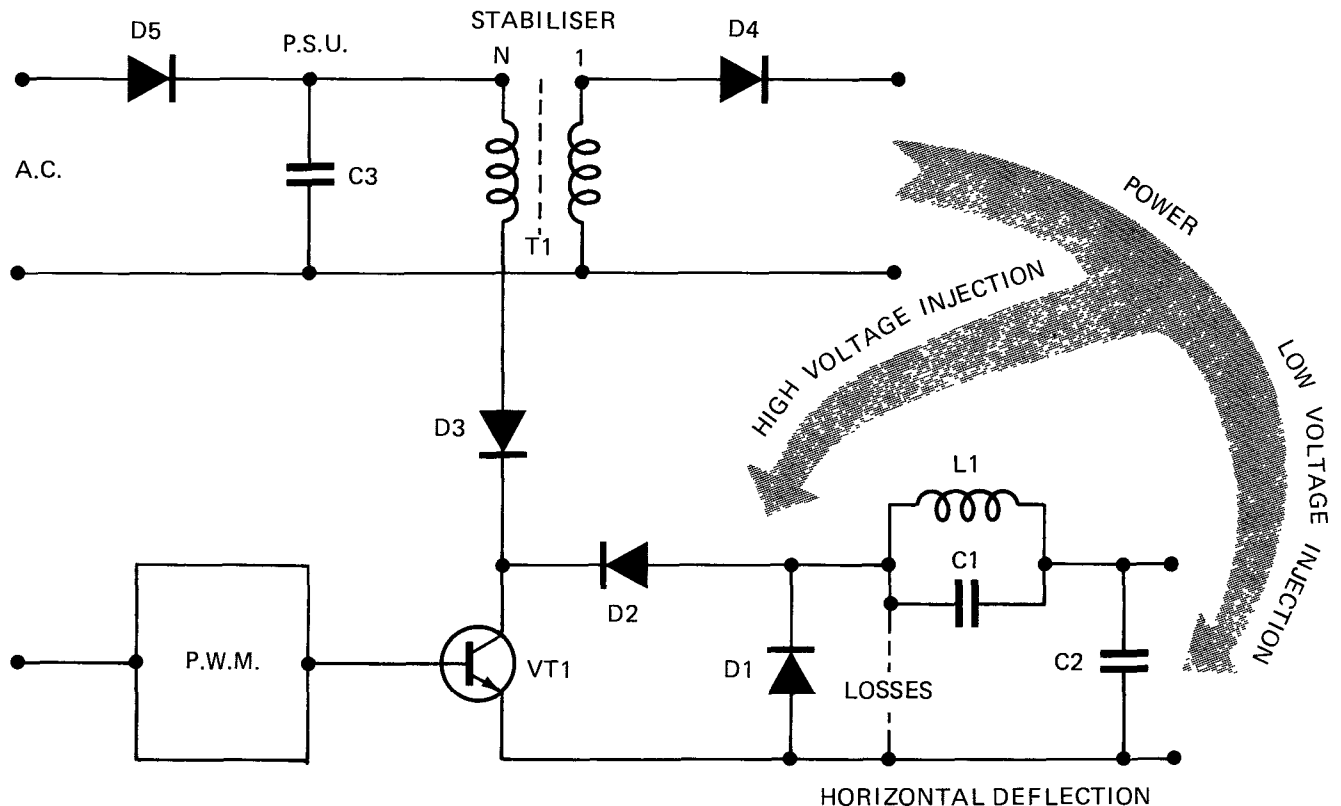 STABILISER
D5
P.S.U.
N
1
D4
A.C.
C3
T1
POWER
HIGH VOLTAGE INJECTION
LOW VOLTAGE INJECTION
D3
L1
C1
D2
P.W.M.
VT1
D1
LOSSES
C2
HORIZONTAL DEFLECTION